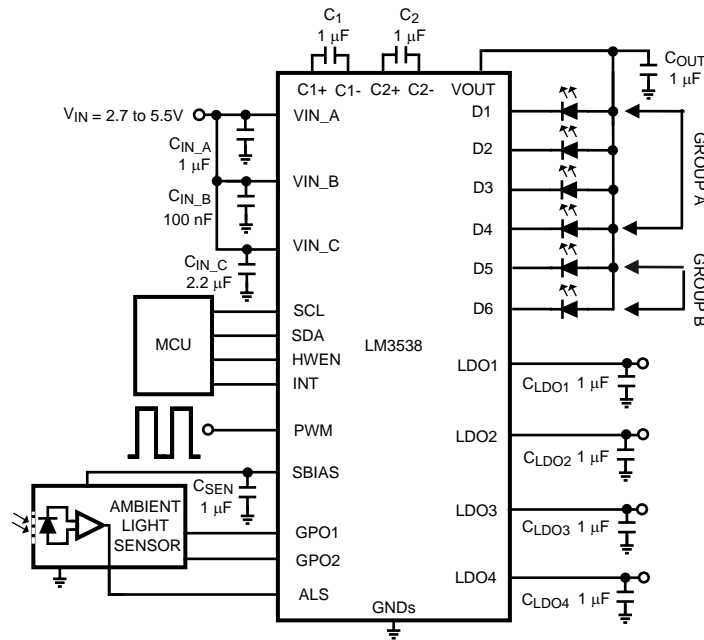 C1
1 µF
C2
1 µF
C1+ C1- C2+ C2- VOUT
COUT
1 µF
VIN = 2.7 to 5.5V
VIN_A
CIN_A
1 µF
VIN_B
CIN_B
100 nF
VIN_C
CIN_C
2.2 µF
MCU
SCL
SDA
HWEN
INT
PWM
SBIAS
CSEN
1 µF
AMBIENT
LIGHT
SENSOR
GPO1
GPO2
ALS
LM3538
GNDs
D1
D2
D3
D4
D5
D6
GROUP A
GROUP B
LDO1
CLDO1 1 µF
LDO2
CLDO2 1 µF
LDO3
CLDO3 1 µF
LDO4
CLDO4 1 µF